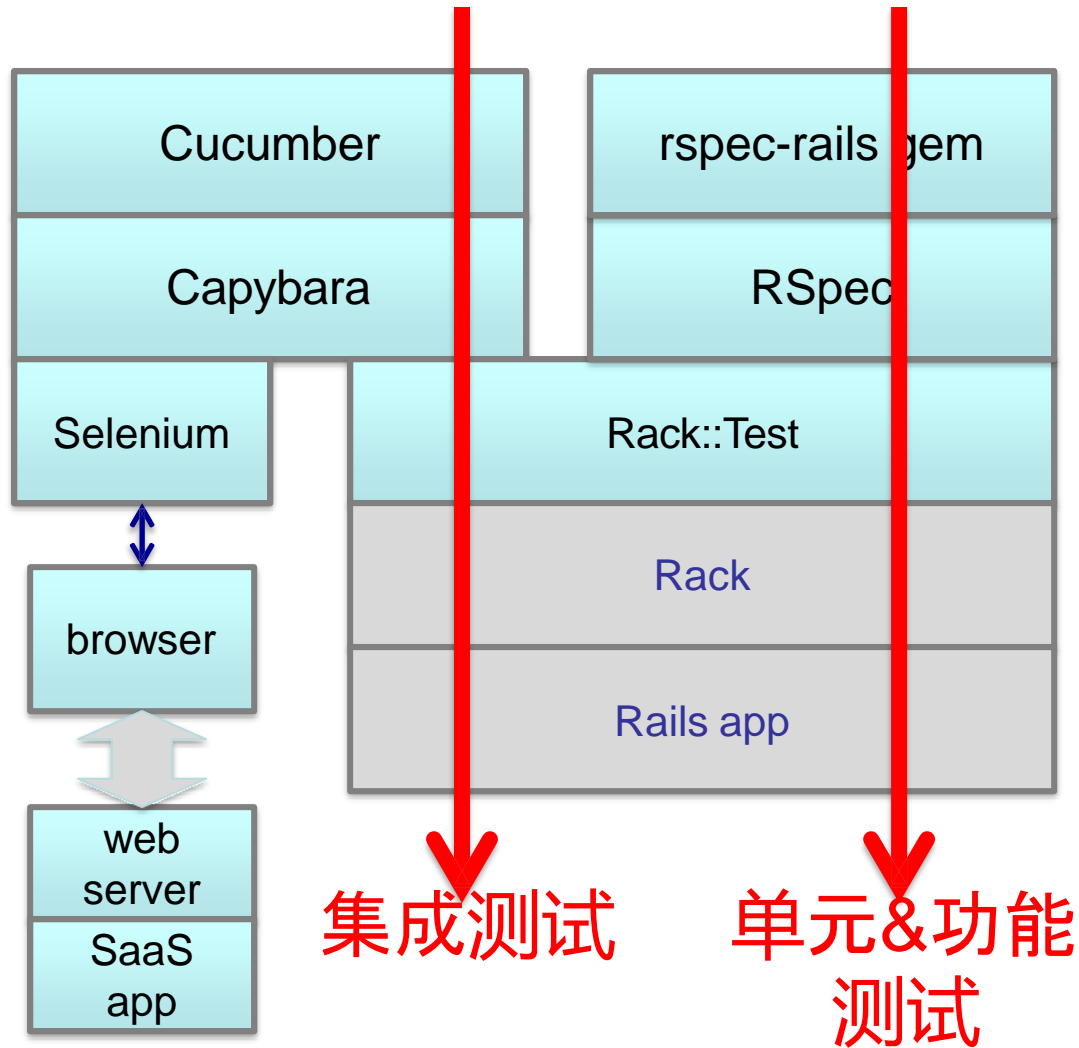 Cucumber
rspec-rails gem
Capybara
RSpec
Selenium
Rack::Test
Rack
browser
Rails app
web
server
SaaS
app
集成测试
单元&功能
测试